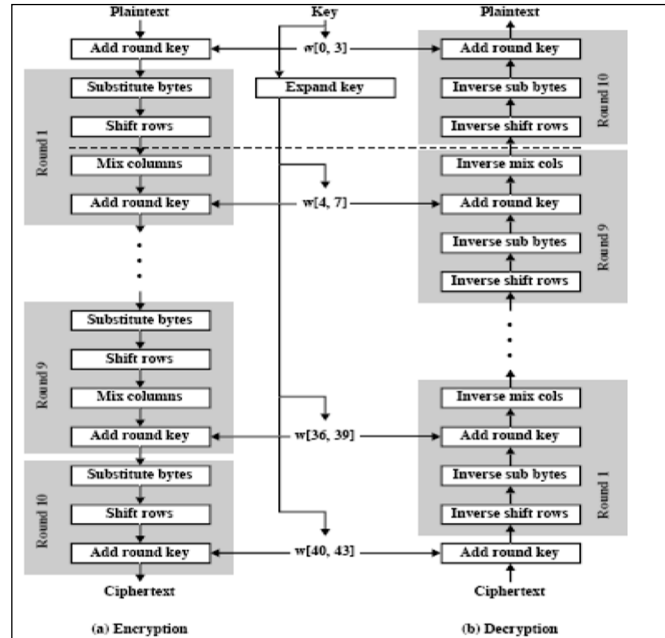 Plaintext
Key
Plaintext
Add round key
w[0, 3]
Add round key
Substitute bytes
Expand key
Inverse sub bytes
Round 10
Shift rows
Inverse shift rows
Round 1
Mix columns
Inverse mix cols
Add round key
w[4, 7]
Add round key
Round 9
Inverse sub bytes
Inverse shift rows
Substitute bytes
Shift rows
Round 9
Mix columns
Inverse mix cols
Add round key
w[36, 39]
Add round key
Substitute bytes
Inverse sub bytes
Round 1
Shift rows
Inverse shift rows
Round 10
Add round key
w[40, 43]
Add round key
Ciphertext
Ciphertext
(a) Encryption
(b) Decryption